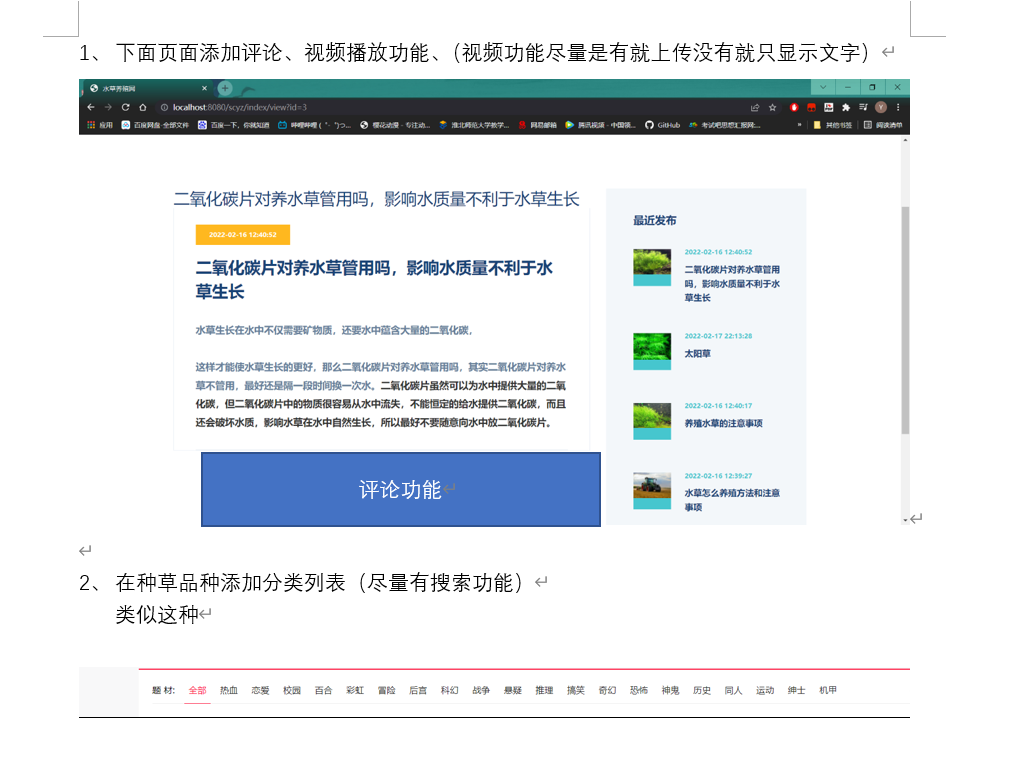 1、 下面页面添加评论、视频播放功能、（视频功能尽量是有就上传没有就只显示文字）
水草养殖网
localhost:8080/scyz/index/view?id=3
应用 百度网盘-全部文件 百度一下，你就知道 哔哩哔哩 ( ゜- ゜)つ... 樱花动漫 - 专注动... 淮北师范大学教学... 网易邮箱 腾讯视频 - 中国领... GitHub 考试吧思想汇报网... » 其他书签 阅读清单
二氧化碳片对养水草管用吗，影响水质量不利于水草生长
2022-02-16 12:40:52
二氧化碳片对养水草管用吗，影响水质量不利于水
草生长
水草生长在水中不仅需要矿物质，还要水中蕴含大量的二氧化碳，
这样才能使水草生长的更好，那么二氧化碳片对养水草管用吗，其实二氧化碳片对养水
草不管用，最好还是隔一段时间换一次水。二氧化碳片虽然可以为水中提供大量的二氧
化碳，但二氧化碳片中的物质很容易从水中流失，不能恒定的给水提供二氧化碳，而且
还会破坏水质，影响水草在水中自然生长，所以最好不要随意向水中放二氧化碳片。
最近发布
2022-02-16 12:40:52
二氧化碳片对养水草管用
吗，影响水质量不利于水
草生长
2022-02-17 22:13:28
太阳草
2022-02-16 12:40:17
养殖水草的注意事项
2022-02-16 12:39:27
水草怎么养殖方法和注意
事项
评论功能
2、 在种草品种添加分类列表（尽量有搜索功能）
类似这种
题材: 全部 热血 恋爱 校园 百合 彩虹 冒险 后宫 科幻 战争 悬疑 推理 搞笑 奇幻 恐怖 神鬼 历史 同人 运动 绅士 机甲